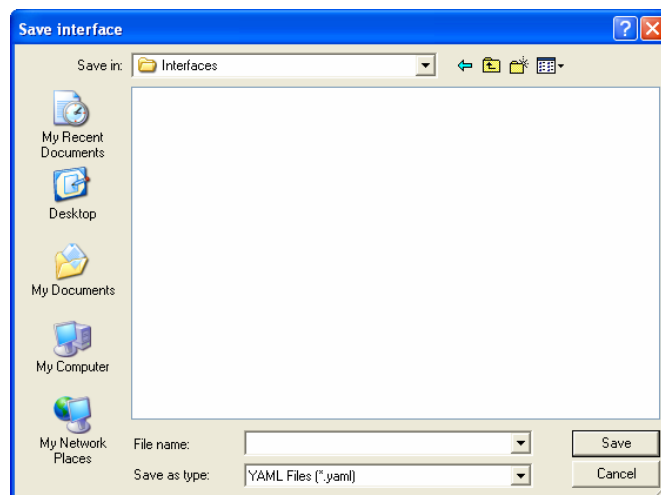 Save interface
Save in:
Interfaces
My Recent
Documents
Desktop
My Documents
My Computer
My Network
Places
File name:
Save
Save as type:
YAML Files (*.yaml)
Cancel